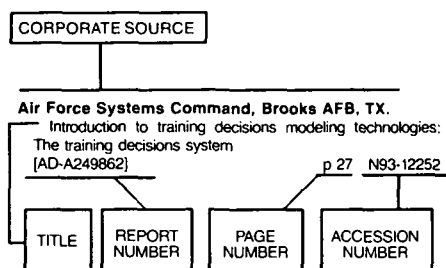 CORPORATE SOURCE
Air Force Systems Command, Brooks AFB, TX.
Introduction to training decisions modeling technologies:
The training decisions system
[AD-A249862] p 27 N93-12252
TITLE REPORT NUMBER PAGE NUMBER ACCESSION NUMBER